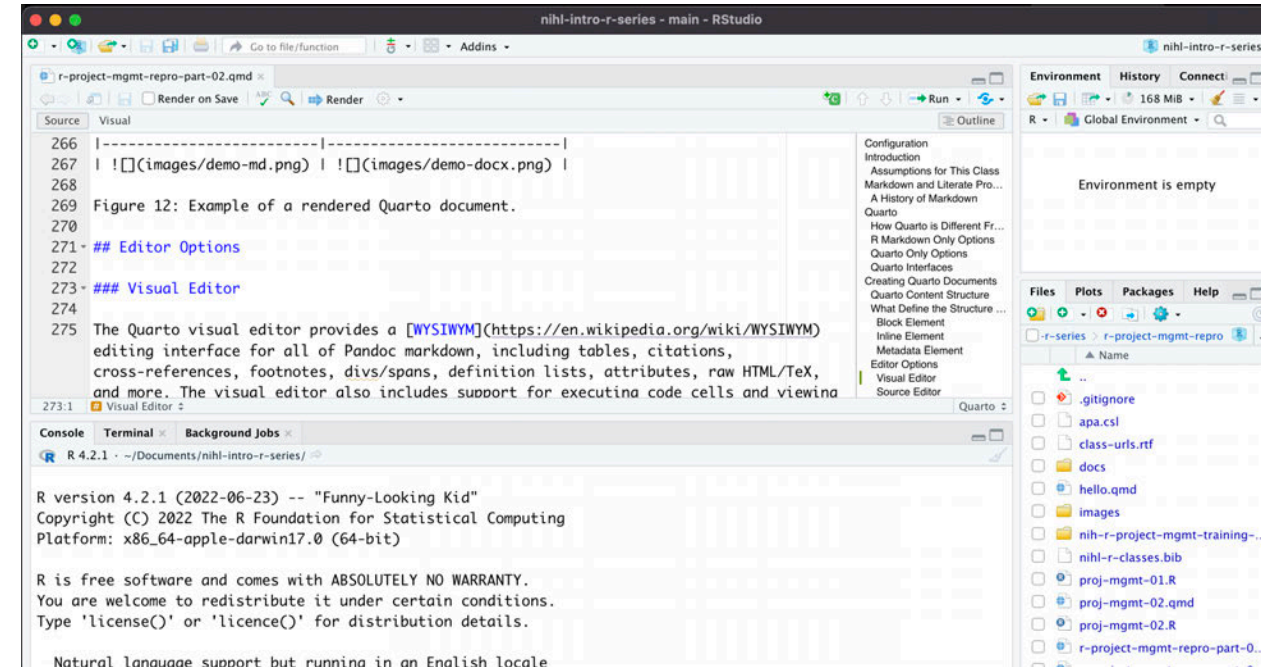 nihl-intro-r-series - main - RStudio
Go to file/function
Addins
nihl-intro-r-series
r-project-mgmt-repro-part-02.qmd
Render on Save
ABC
Render
Run
Source Visual
Outline
266 |--------------------------|----------------------------|
267 | ![](images/demo-md.png) | ![](images/demo-docx.png) |
268
269 Figure 12: Example of a rendered Quarto document.
270
271 ## Editor Options
272
273 ### Visual Editor
274
275 The Quarto visual editor provides a [WYSIWYM](https://en.wikipedia.org/wiki/WYSIWYM)
editing interface for all of Pandoc markdown, including tables, citations,
cross-references, footnotes, divs/spans, definition lists, attributes, raw HTML/TeX,
and more. The visual editor also includes support for executing code cells and viewing
273:1 Visual Editor
Quarto
Configuration
Introduction
Assumptions for This Class
Markdown and Literate Pro...
A History of Markdown
Quarto
How Quarto is Different Fr...
R Markdown Only Options
Quarto Only Options
Quarto Interfaces
Creating Quarto Documents
Quarto Content Structure
What Define the Structure ...
Block Element
Inline Element
Metadata Element
Editor Options
Visual Editor
Source Editor
Console Terminal Background Jobs
R 4.2.1 · ~/Documents/nihl-intro-r-series/
R version 4.2.1 (2022-06-23) -- "Funny-Looking Kid"
Copyright (C) 2022 The R Foundation for Statistical Computing
Platform: x86_64-apple-darwin17.0 (64-bit)
R is free software and comes with ABSOLUTELY NO WARRANTY.
You are welcome to redistribute it under certain conditions.
Type 'license()' or 'licence()' for distribution details.
Natural language support but running in an English locale
Environment History Connecti
168 MiB
R Global Environment
Environment is empty
Files Plots Packages Help
-r-series > r-project-mgmt-repro
Name
..
.gitignore
apa.csl
class-urls.rtf
docs
hello.qmd
images
nih-r-project-mgmt-training-..
nihl-r-classes.bib
proj-mgmt-01.R
proj-mgmt-02.qmd
proj-mgmt-02.R
r-project-mgmt-repro-part-0..